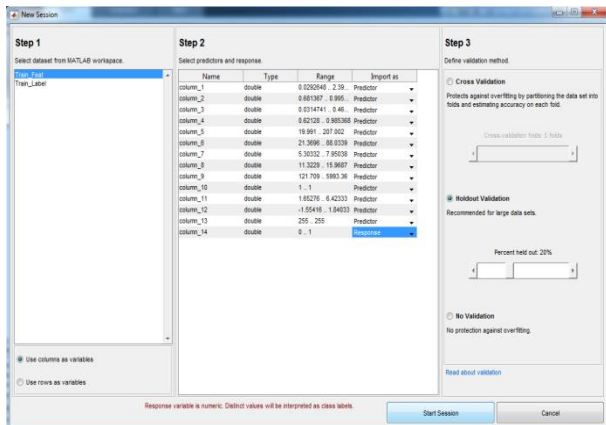 New Session
Step 1
Select dataset from MATLAB workspace.
Train_Feat
Train_Label
Use columns as variables
Use rows as variables
Step 2
Select predictors and response.
Name Type Range Import as
column_1 double 0.0292648 .. 2.39... Predictor
column_2 double 0.681367 .. 0.995... Predictor
column_3 double 0.0314741 .. 0.46... Predictor
column_4 double 0.62128 .. 0.985368 Predictor
column_5 double 19.991 .. 207.002 Predictor
column_6 double 21.3696 .. 88.0339 Predictor
column_7 double 5.30332 .. 7.95038 Predictor
column_8 double 11.3229 .. 15.9687 Predictor
column_9 double 121.709 .. 5993.36 Predictor
column_10 double 1 .. 1 Predictor
column_11 double 1.65276 .. 6.42333 Predictor
column_12 double -1.55416 .. 1.84033 Predictor
column_13 double 255 .. 255 Predictor
column_14 double 0 .. 1 Response
Step 3
Define validation method.
Cross Validation
Protects against overfitting by partitioning the data set into
folds and estimating accuracy on each fold.
Cross-validation folds: 5 folds
Holdout Validation
Recommended for large data sets.
Percent held out: 20%
No Validation
No protection against overfitting.
Read about validation
Response variable is numeric. Distinct values will be interpreted as class labels.
Start Session
Cancel